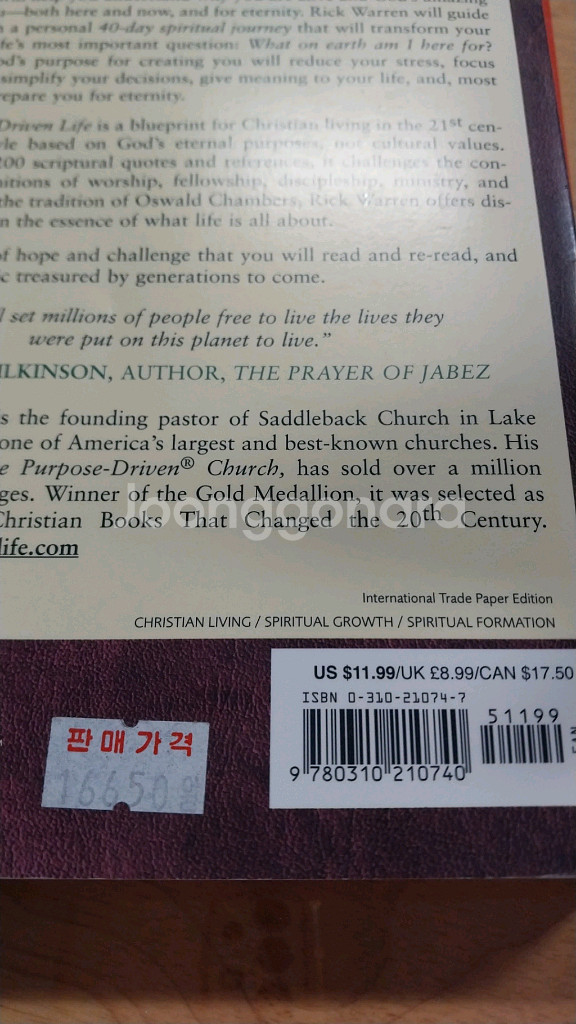 —both here and now, and for eternity. Rick Warren will guide
a personal 40-day spiritual journey that will transform your
life's most important question: What on earth am I here for?
God's purpose for creating you will reduce your stress, focus
simplify your decisions, give meaning to your life, and, most
prepare you for eternity.
Driven Life is a blueprint for Christian living in the 21st cen-
based on God's eternal purposes, not cultural values.
200 scriptural quotes and references, it challenges the con-
of worship, fellowship, discipleship, ministry, and
the tradition of Oswald Chambers, Rick Warren offers dis-
n the essence of what life is all about.
of hope and challenge that you will read and re-read, and
c treasured by generations to come.
l set millions of people free to live the lives they
were put on this planet to live."
ILKINSON, AUTHOR, THE PRAYER OF JABEZ
s the founding pastor of Saddleback Church in Lake
one of America's largest and best-known churches. His
e Purpose-Driven® Church, has sold over a million
ges. Winner of the Gold Medallion, it was selected as
Christian Books That Changed the 20th Century.
life.com
Joonggonara
International Trade Paper Edition
CHRISTIAN LIVING / SPIRITUAL GROWTH / SPIRITUAL FORMATION
US $11.99/UK £8.99/CAN $17.50
ISBN 0-310-21074-7
51199
9 780310 210740
판매가격
16650원